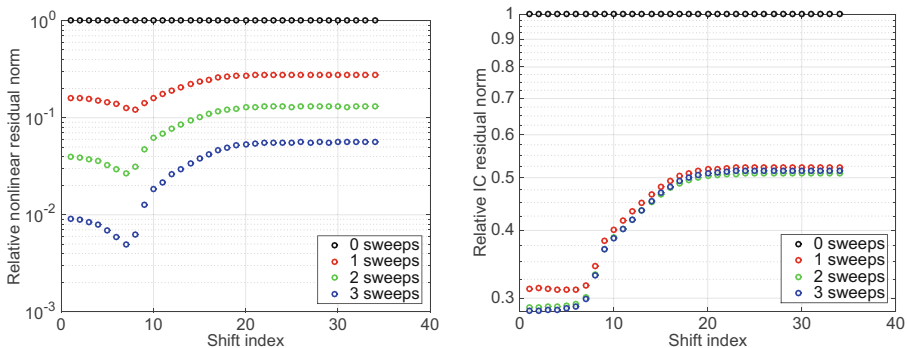 Relative nonlinear residual norm
10^0
10^-1
10^-2
10^-3
0 10 20 30 40
Shift index
0 sweeps
1 sweeps
2 sweeps
3 sweeps
Relative IC residual norm
1
0.9
0.8
0.7
0.6
0.5
0.4
0.3
0 10 20 30 40
Shift index
0 sweeps
1 sweeps
2 sweeps
3 sweeps